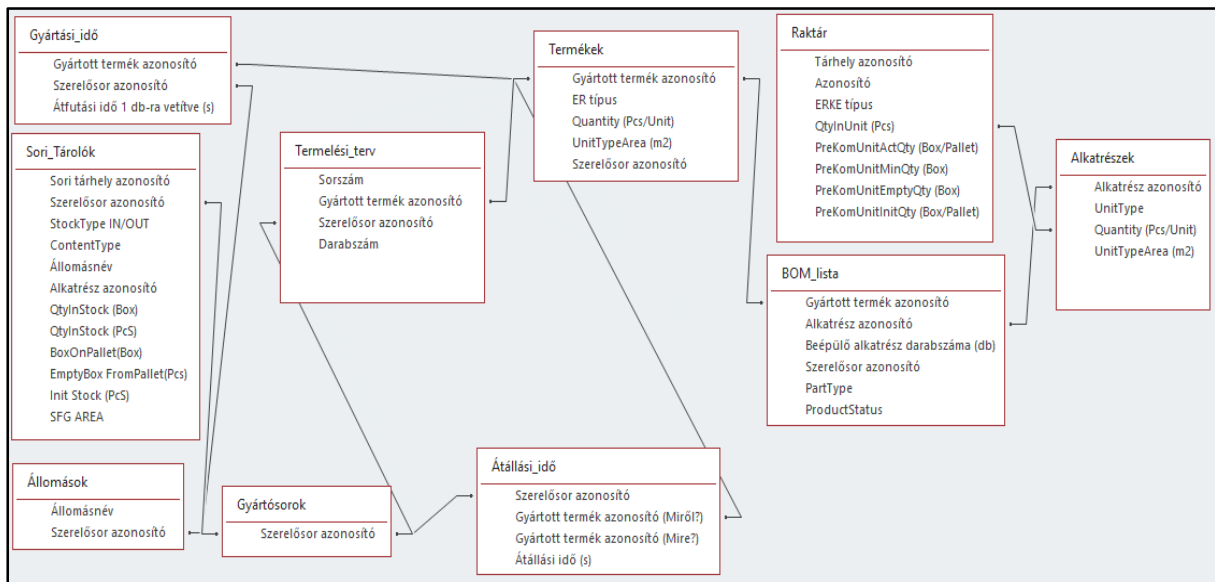 Gyártási_idő
Gyártott termék azonosító
Szerelősor azonosító
Átfutási idő 1 db-ra vetítve (s)
Sori_Tárolók
Sori tárhely azonosító
Szerelősor azonosító
StockType IN/OUT
ContentType
Állomásnév
Alkatrész azonosító
QtyInStock (Box)
QtyInStock (PcS)
BoxOnPallet(Box)
EmptyBox FromPallet(Pcs)
Init Stock (PcS)
SFG AREA
Állomások
Állomásnév
Szerelősor azonosító
Termelési_terv
Sorszám
Gyártott termék azonosító
Szerelősor azonosító
Darabszám
Gyártósorok
Szerelősor azonosító
Termékek
Gyártott termék azonosító
ER típus
Quantity (Pcs/Unit)
UnitTypeArea (m2)
Szerelősor azonosító
Átállási_idő
Szerelősor azonosító
Gyártott termék azonosító (Miről?)
Gyártott termék azonosító (Mire?)
Átállási idő (s)
Raktár
Tárhely azonosító
Azonosító
ERKE típus
QtyInUnit (Pcs)
PreKomUnitActQty (Box/Pallet)
PreKomUnitMinQty (Box)
PreKomUnitEmptyQty (Box)
PreKomUnitInitQty (Box/Pallet)
BOM_lista
Gyártott termék azonosító
Alkatrész azonosító
Beépülő alkatrész darabszáma (db)
Szerelősor azonosító
PartType
ProductStatus
Alkatrészek
Alkatrész azonosító
UnitType
Quantity (Pcs/Unit)
UnitTypeArea (m2)